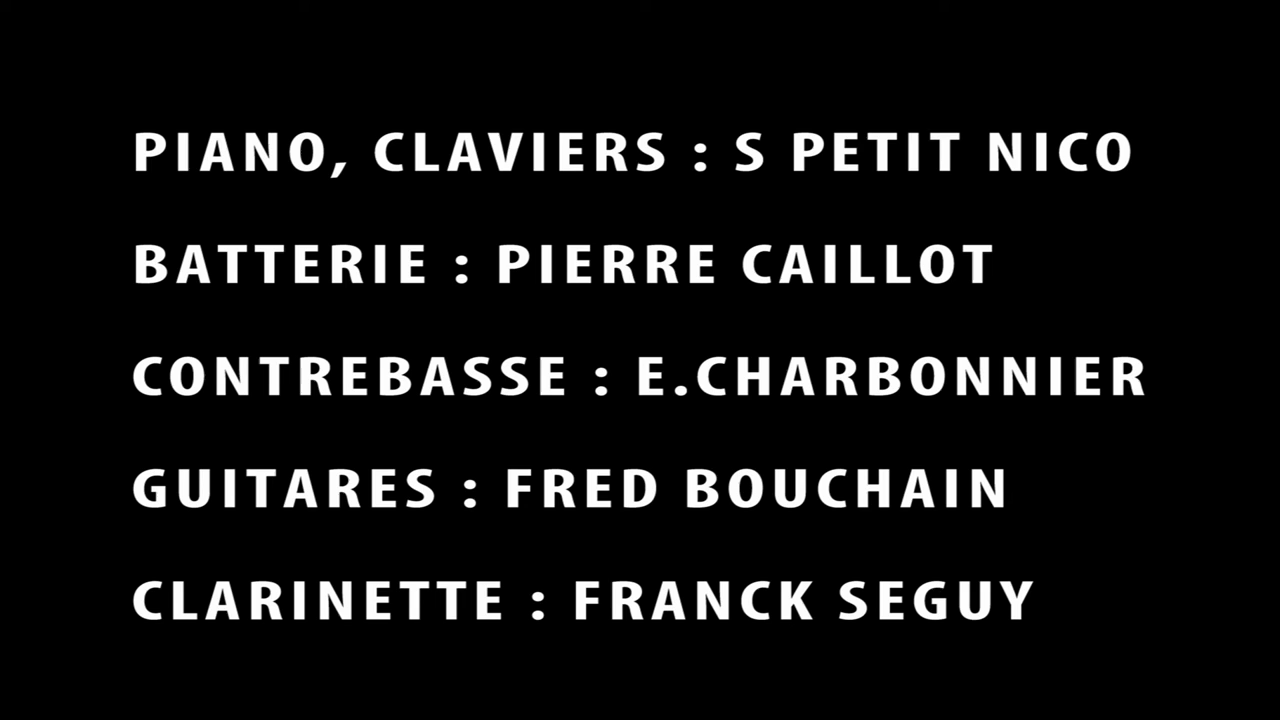 PIANO, CLAVIERS : S PETIT NICO
BATTERIE : PIERRE CAILLOT
CONTREBASSE : E.CHARBONNIER
GUITARES : FRED BOUCHAIN
CLARINETTE : FRANCK SEGUY